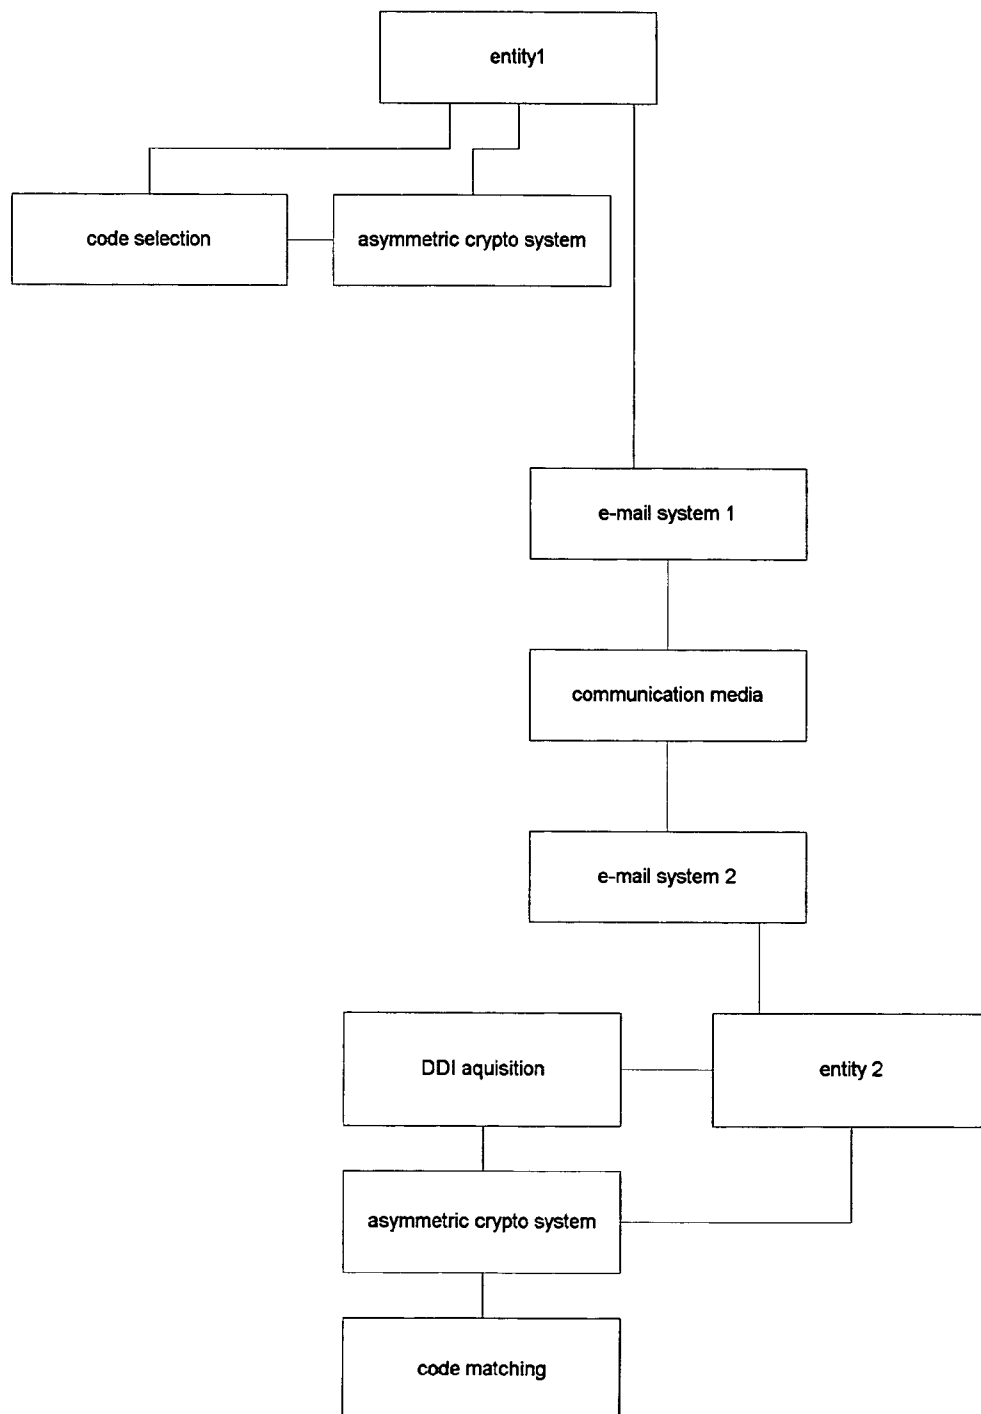 entity1
code selection
asymmetric crypto system
e-mail system 1
communication media
e-mail system 2
DDI aquisition
entity 2
asymmetric crypto system
code matching